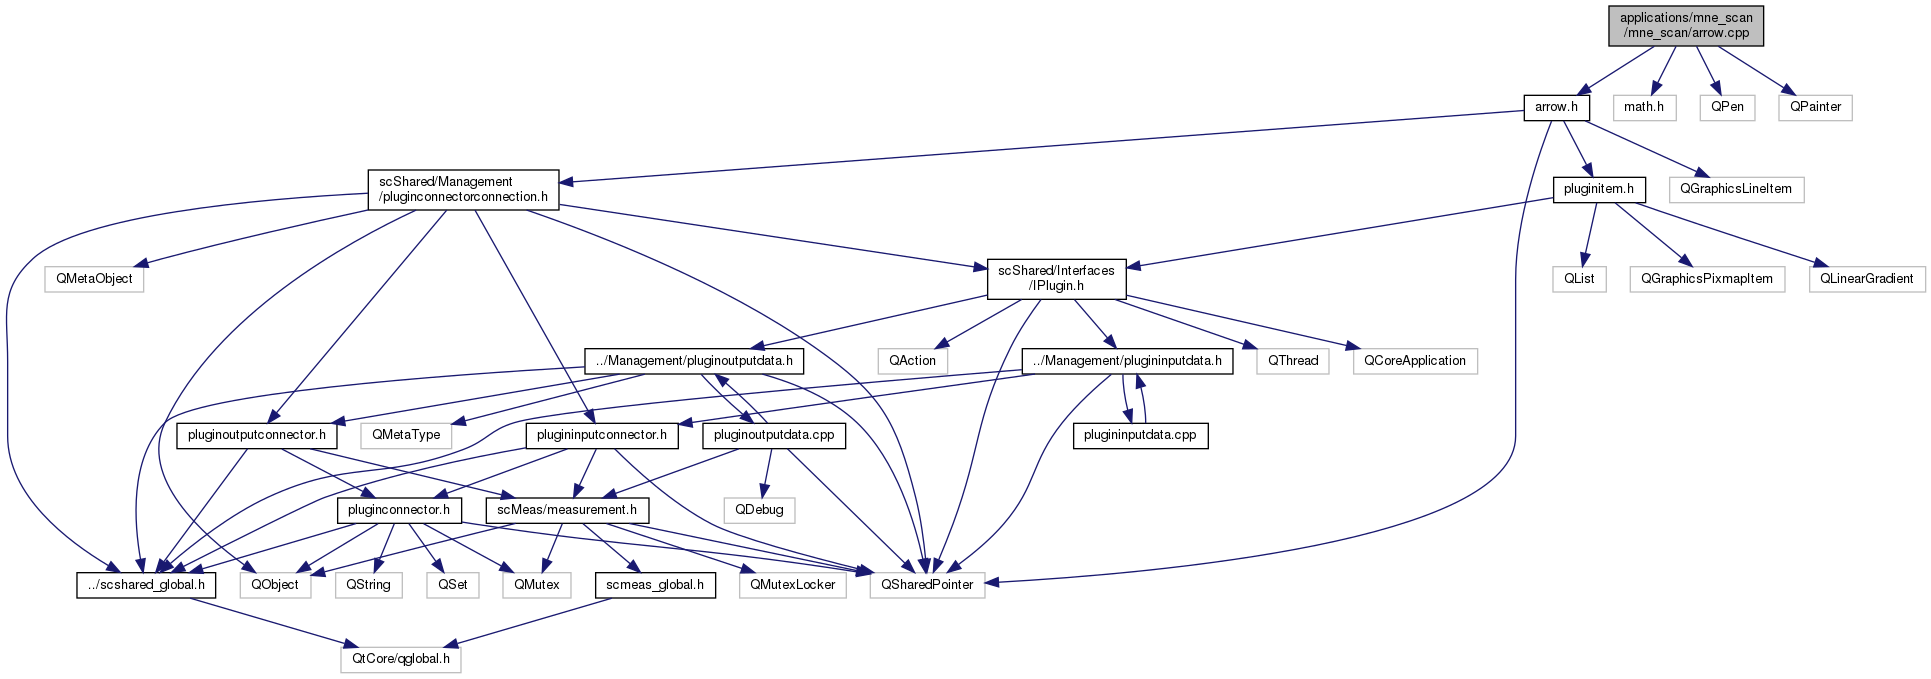 applications/mne_scan
/mne_scan/arrow.cpp
arrow.h
math.h
QPen
QPainter
scShared/Management
/pluginconnectorconnection.h
pluginitem.h
QGraphicsLineItem
QMetaObject
scShared/Interfaces
/IPlugin.h
QList
QGraphicsPixmapItem
QLinearGradient
../Management/pluginoutputdata.h
QAction
../Management/plugininputdata.h
QThread
QCoreApplication
pluginoutputconnector.h
QMetaType
plugininputconnector.h
pluginoutputdata.cpp
plugininputdata.cpp
pluginconnector.h
scMeas/measurement.h
QDebug
../scshared_global.h
QObject
QString
QSet
QMutex
scmeas_global.h
QMutexLocker
QSharedPointer
QtCore/qglobal.h